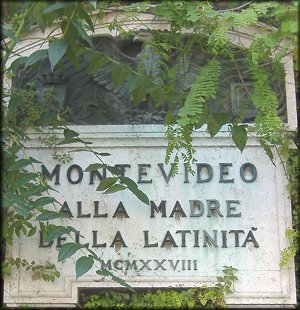 MONTEVIDEO
ALLA MADRE
DELLA LATINITÀ
MCMXXVIII